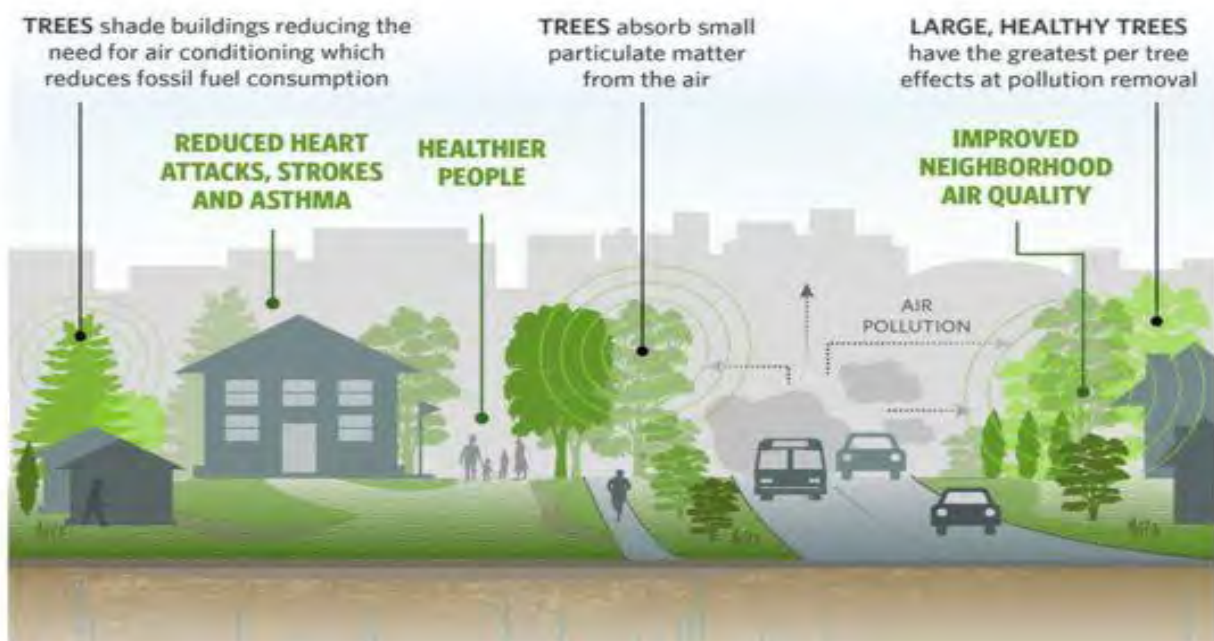 TREES shade buildings reducing the
need for air conditioning which
reduces fossil fuel consumption
TREES absorb small
particulate matter
from the air
LARGE, HEALTHY TREES
have the greatest per tree
effects at pollution removal
REDUCED HEART
ATTACKS, STROKES
AND ASTHMA
HEALTHIER
PEOPLE
IMPROVED
NEIGHBORHOOD
AIR QUALITY
AIR
POLLUTION